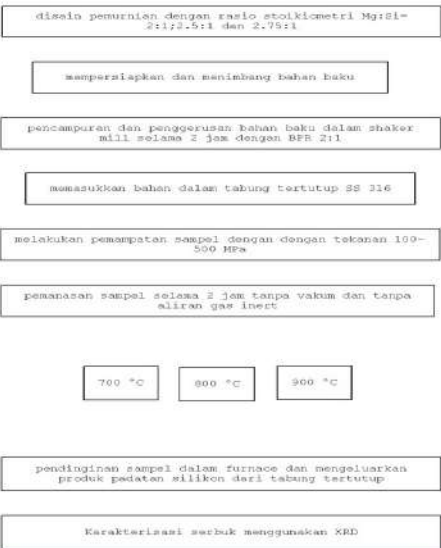 disain pemurnian dengan rasio stoikiometri Mg:Si=
2:1;2.5:1 dan 2.75:1
mempersiapkan dan menimbang bahan baku
pencampuran dan penggerusan bahan baku dalam shaker
mill selama 2 jam dengan BPR 2:1
memasukkan bahan dalam tabung tertutup SS 316
melakukan pemampatan sampel dengan dengan tekanan 100-
500 MPa
pemanasan sampel selama 2 jam tanpa vakum dan tanpa
aliran gas inert
700 °C
800 °C
900 °C
pendinginan sampel dalam furnace dan mengeluarkan
produk padatan silikon dari tabung tertutup
Karakterisasi serbuk menggunakan XRD